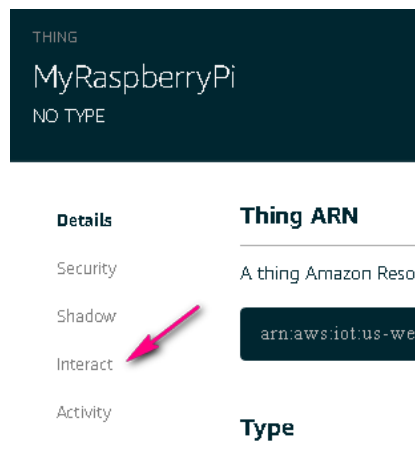 THING
MyRaspberryPi
NO TYPE
Details
Security
Shadow
Interact
Activity
Thing ARN
A thing Amazon Reso
arn:aws:iot:us-we
Type